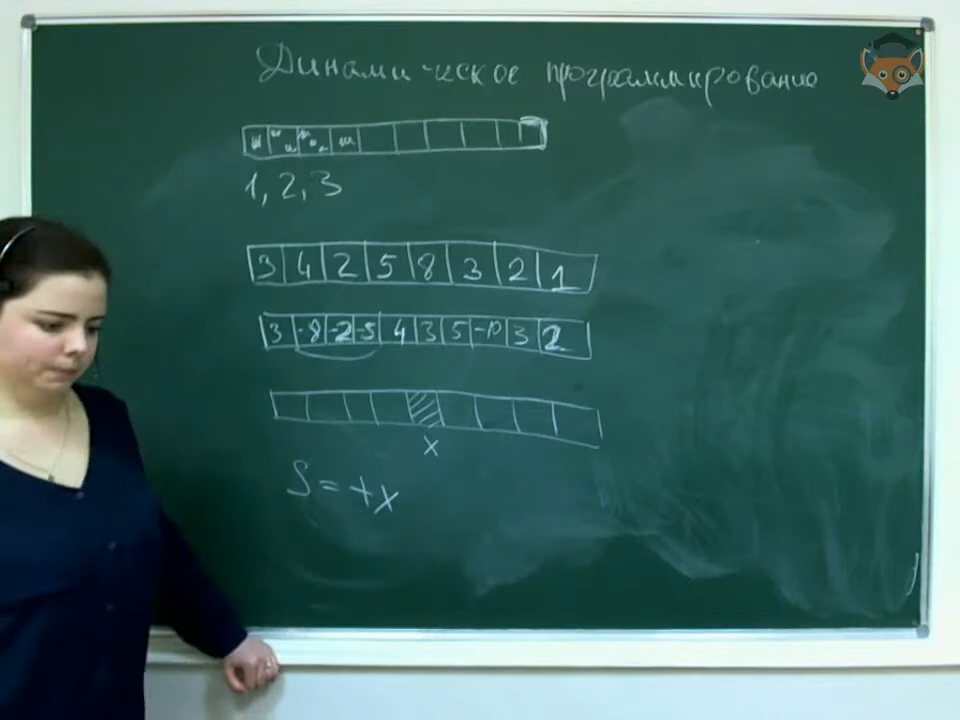 Динамическое программирование
1, 2, 3
3 4 2 5 8 3 2 1
3 -8 -2 -5 4 3 5 -10 3 2
x
S = + x